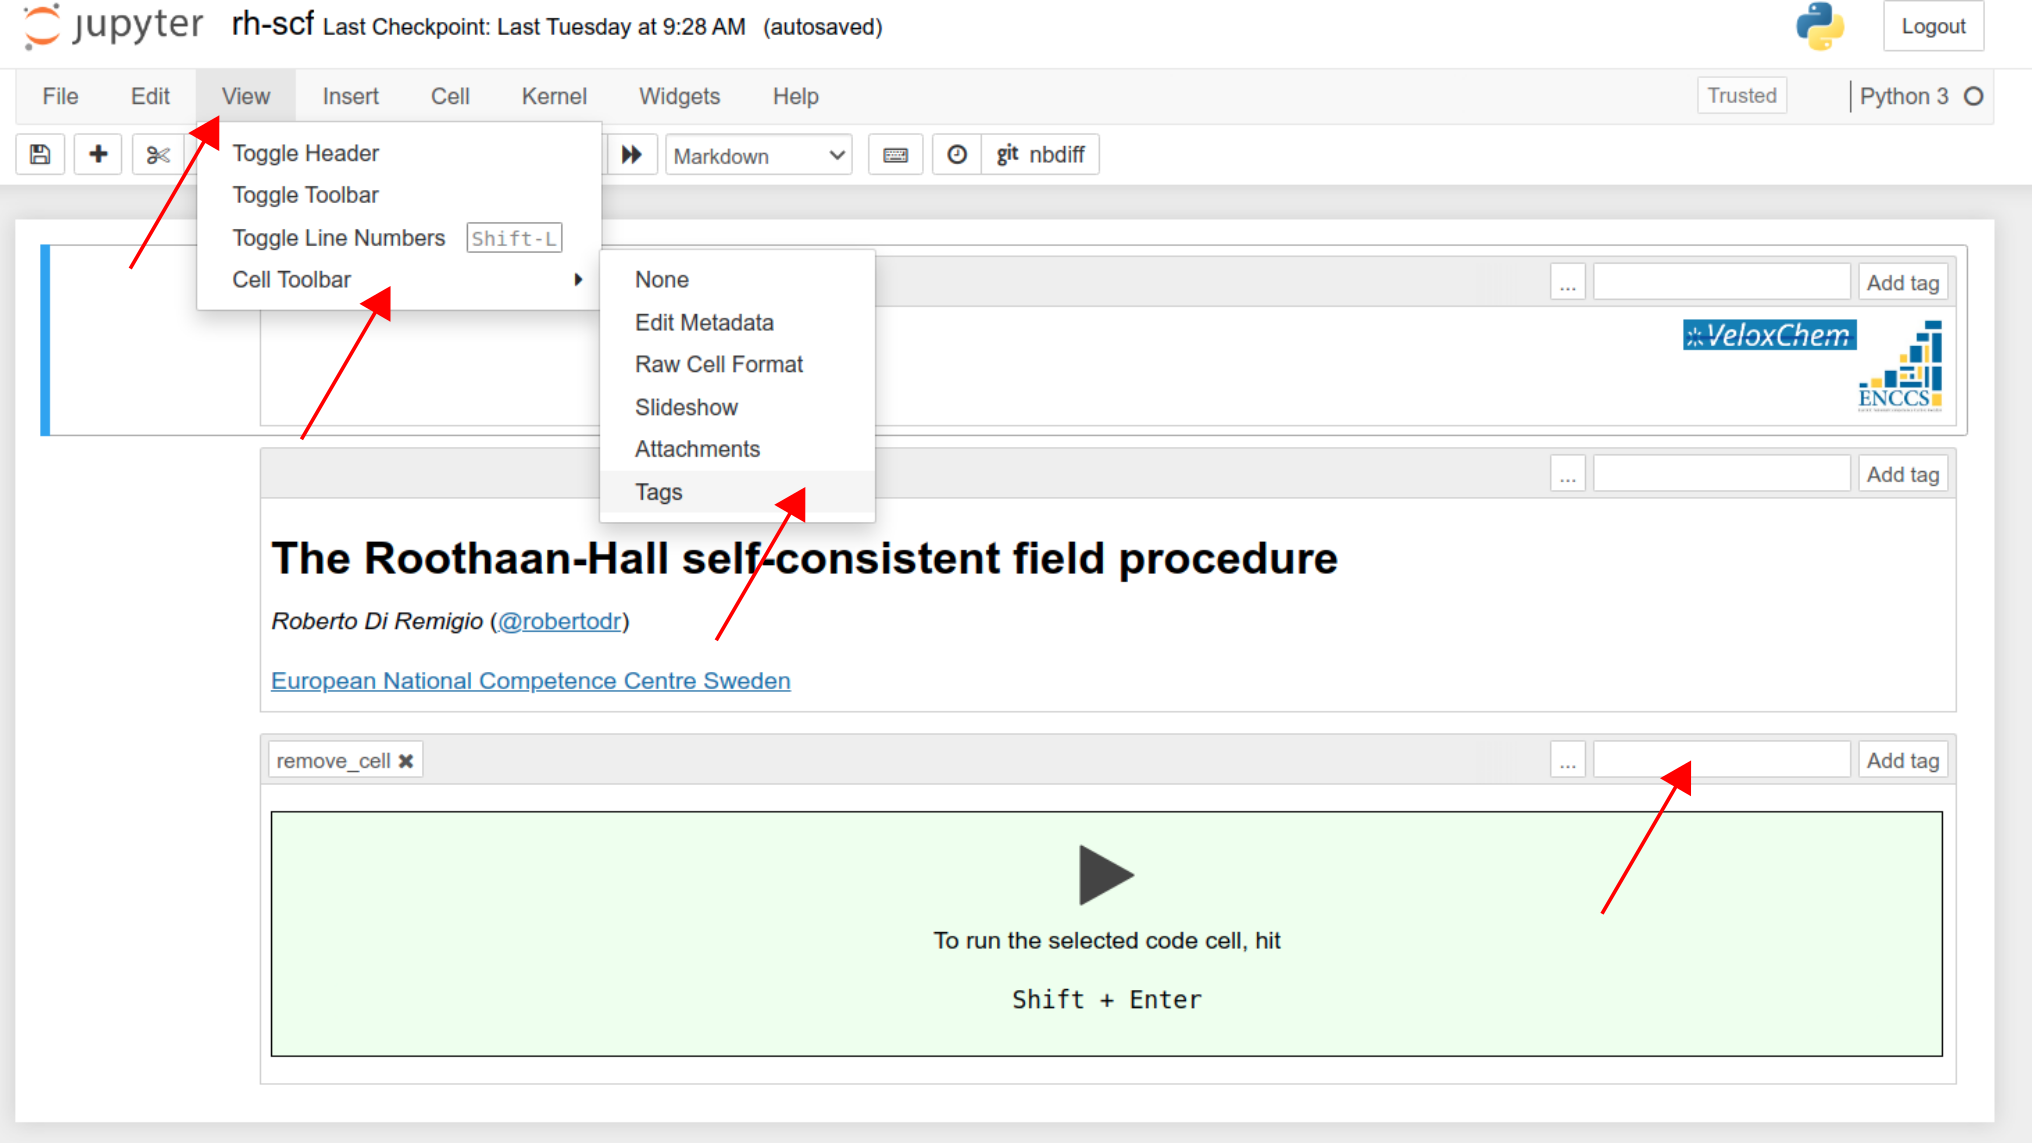 jupyter rh-scf Last Checkpoint: Last Tuesday at 9:28 AM (autosaved) Logout
File Edit View Insert Cell Kernel Widgets Help Trusted Python 3
Markdown git nbdiff
Toggle Header
Toggle Toolbar
Toggle Line Numbers Shift-L
Cell Toolbar
None
Edit Metadata
Raw Cell Format
Slideshow
Attachments
Tags
... Add tag
VeloxChem
ENCCS
... Add tag
The Roothaan-Hall self-consistent field procedure
Roberto Di Remigio (@robertodr)
European National Competence Centre Sweden
remove_cell ... Add tag
To run the selected code cell, hit
Shift + Enter